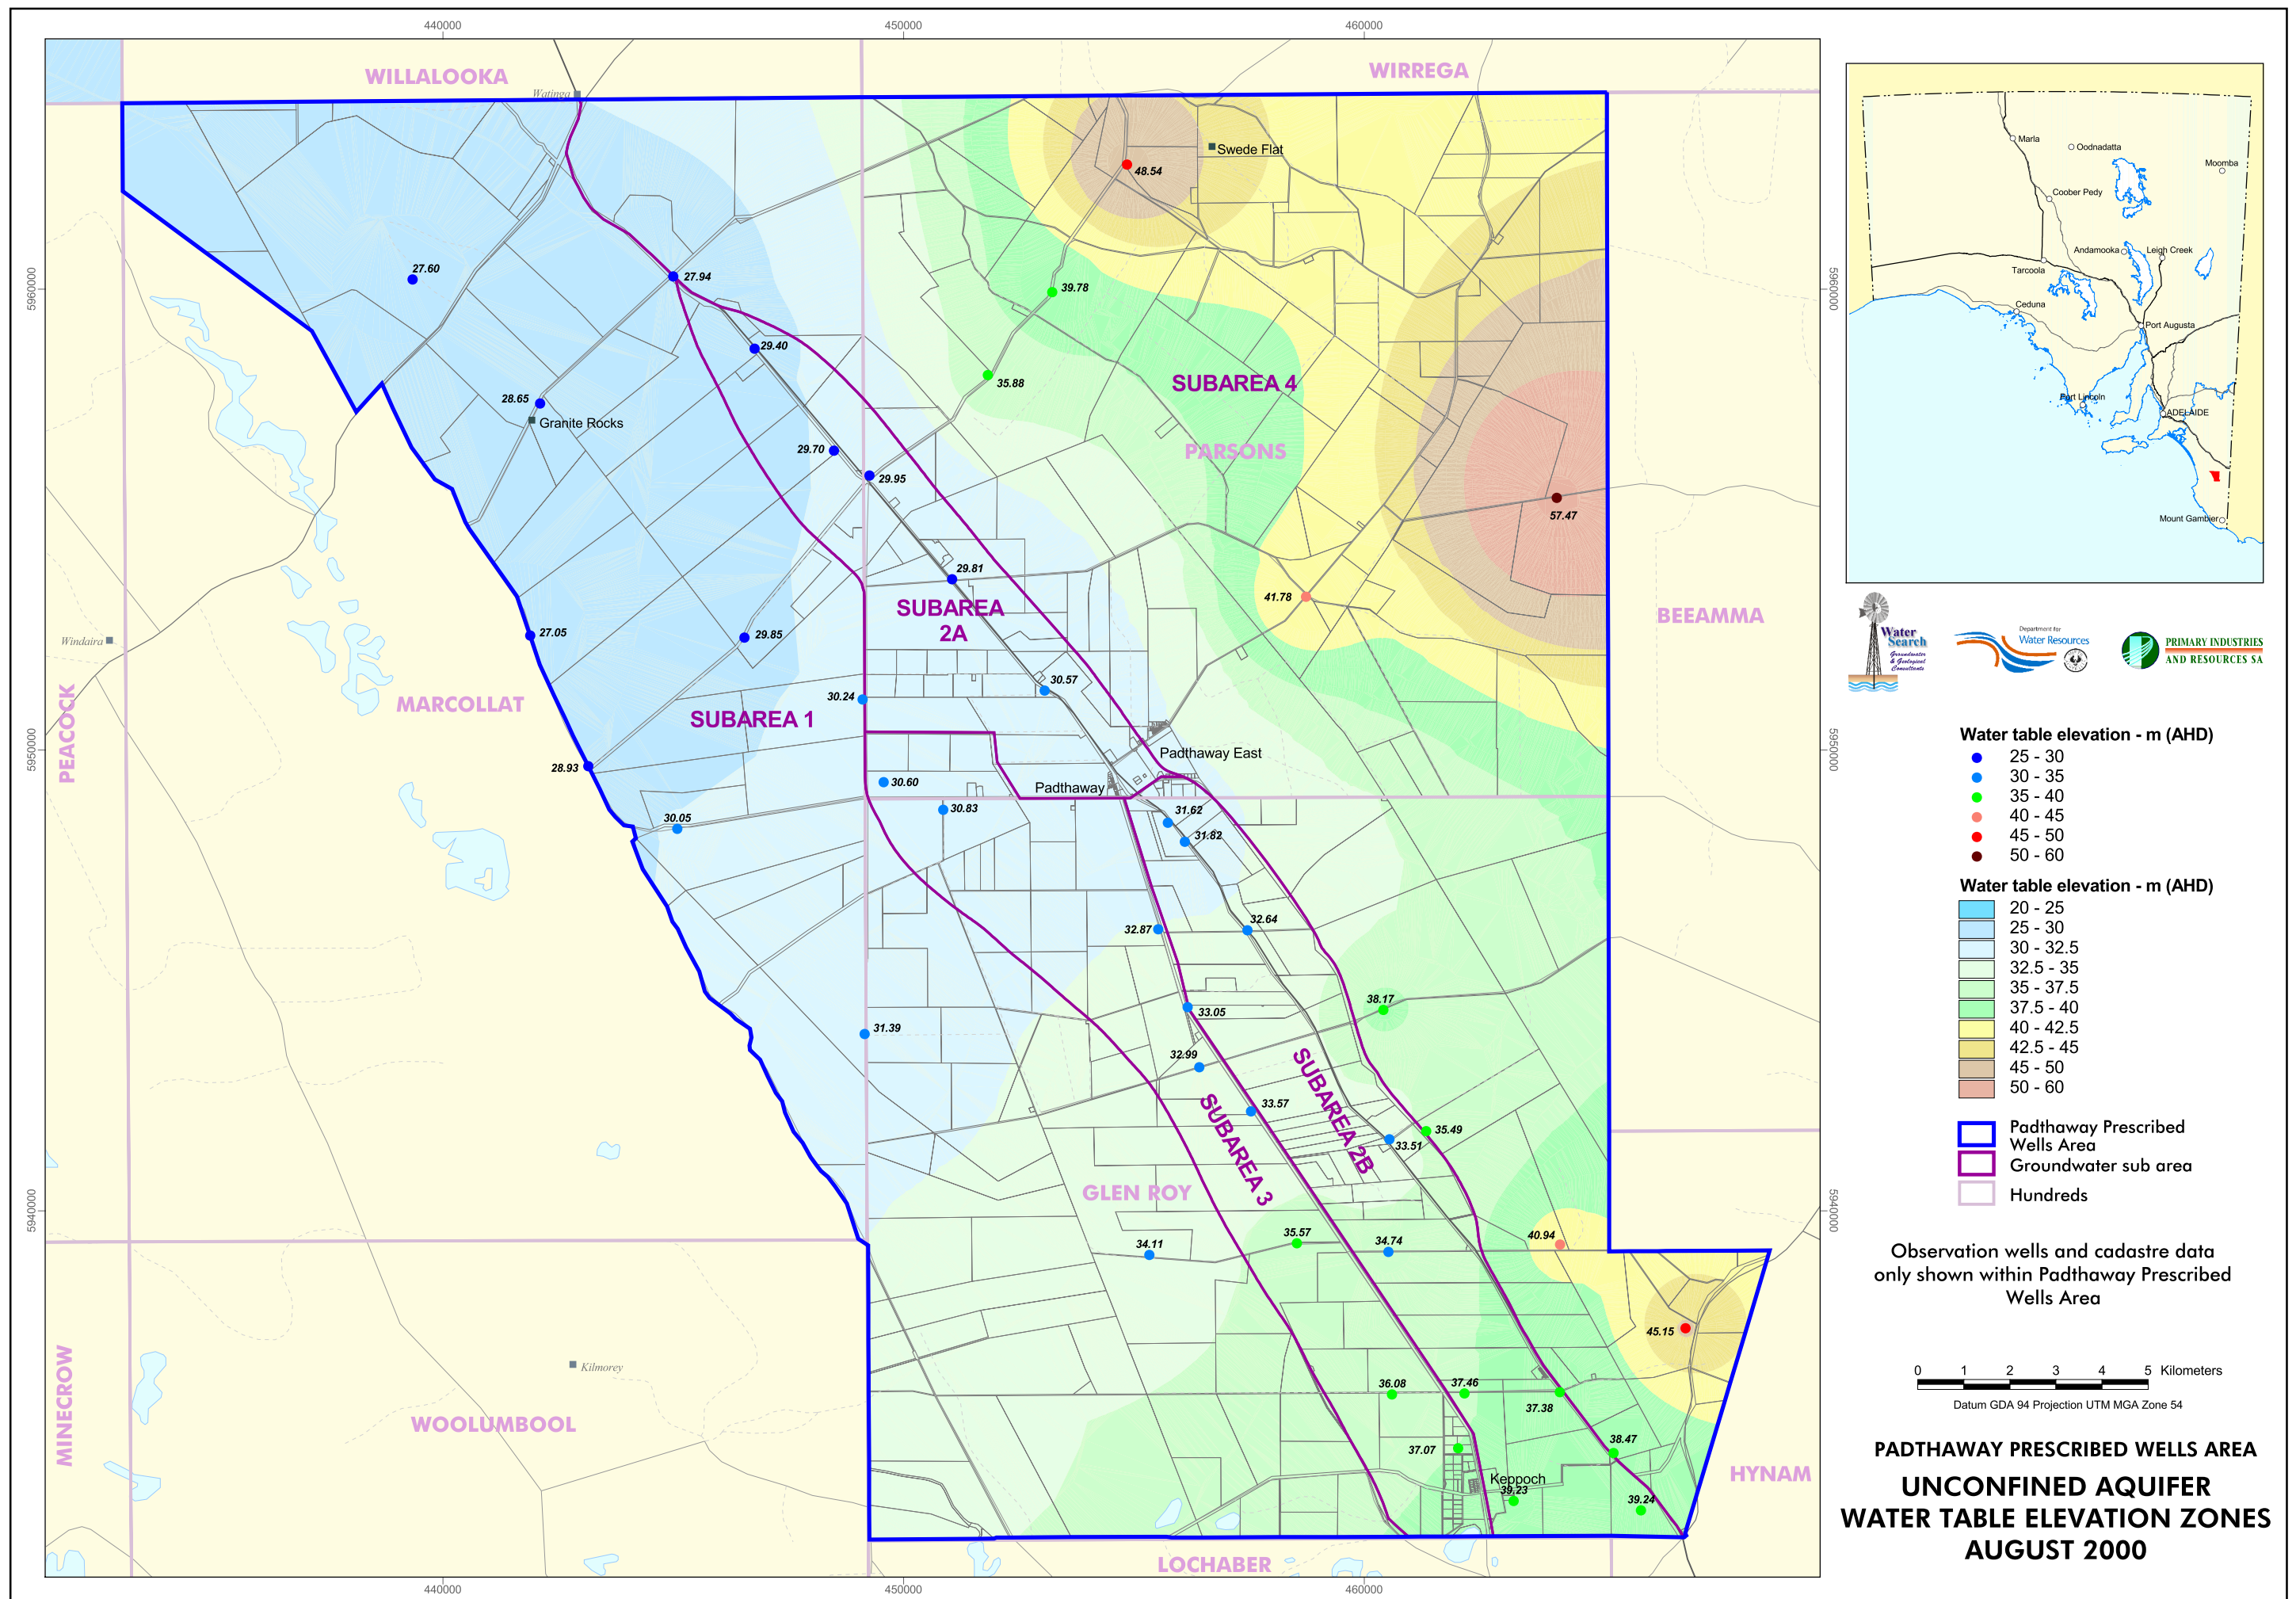 440000
450000
460000
WILLALOOKA
WIRREGA
Watinga
Swede Flat
48.54
27.60
27.94
39.78
5960000
5960000
29.40
35.88
SUBAREA 4
28.65
Granite Rocks
29.70
PARSONS
29.95
57.47
29.81
41.78
SUBAREA
2A
BEEAMMA
27.05
29.85
Windaira
30.57
30.24
MARCOLLAT
SUBAREA 1
PEACOCK
5950000
5950000
Padthaway East
28.93
30.60
Padthaway
30.83
30.05
31.62
31.82
32.87
32.64
38.17
33.05
31.39
32.99
33.57
SUBAREA 2B
35.49
33.51
SUBAREA 3
GLEN ROY
5940000
5940000
34.11
35.57
34.74
40.94
45.15
Kilmorey
MINECROW
WOOLUMBOOL
36.08
37.46
37.38
37.07
38.47
Keppoch
39.23
39.24
HYNAM
LOCHABER
440000
450000
460000
Marla
Oodnadatta
Moomba
Coober Pedy
Andamooka
Leigh Creek
Tarcoola
Ceduna
Port Augusta
Port Lincoln
ADELAIDE
Mount Gambier
Water
Search
Groundwater
& Geological
Consultants
Department for
Water Resources
PRIMARY INDUSTRIES
AND RESOURCES SA
Water table elevation - m (AHD)
25 - 30
30 - 35
35 - 40
40 - 45
45 - 50
50 - 60
Water table elevation - m (AHD)
20 - 25
25 - 30
30 - 32.5
32.5 - 35
35 - 37.5
37.5 - 40
40 - 42.5
42.5 - 45
45 - 50
50 - 60
Padthaway Prescribed
Wells Area
Groundwater sub area
Hundreds
Observation wells and cadastre data
only shown within Padthaway Prescribed
Wells Area
0 1 2 3 4 5 Kilometers
Datum GDA 94 Projection UTM MGA Zone 54
PADTHAWAY PRESCRIBED WELLS AREA
UNCONFINED AQUIFER
WATER TABLE ELEVATION ZONES
AUGUST 2000